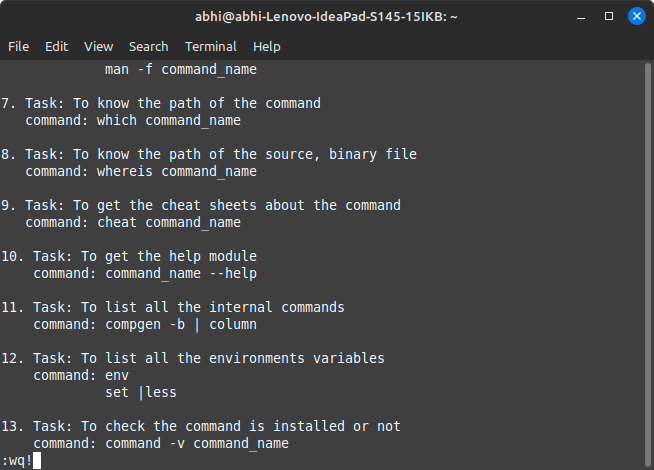 abhi@abhi-Lenovo-IdeaPad-S145-15IKB: ~
File Edit View Search Terminal Help
man -f command_name
7. Task: To know the path of the command
command: which command_name
8. Task: To know the path of the source, binary file
command: whereis command_name
9. Task: To get the cheat sheets about the command
command: cheat command_name
10. Task: To get the help module
command: command_name --help
11. Task: To list all the internal commands
command: compgen -b | column
12. Task: To list all the environments variables
command: env
set |less
13. Task: To check the command is installed or not
command: command -v command_name
:wq!